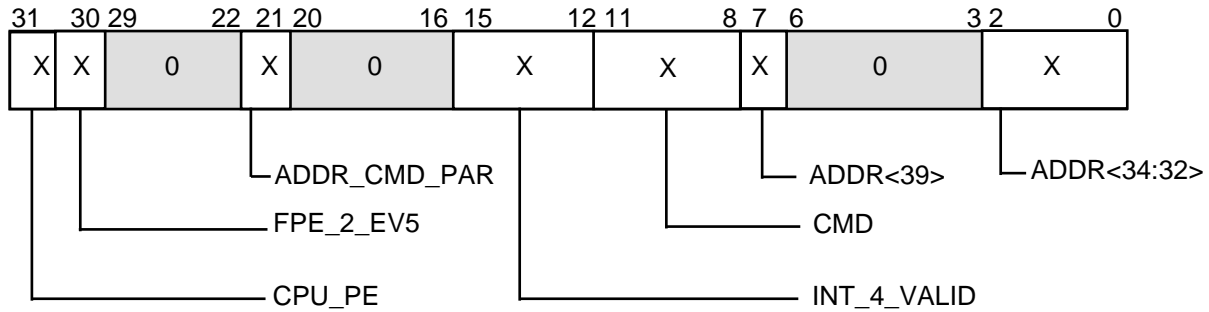 31 30 29 22 21 20 16 15 12 11 8 7 6 3 2 0
X X 0 X 0 X X X 0 X
ADDR_CMD_PAR ADDR<39> ADDR<34:32>
FPE_2_EV5 CMD
CPU_PE INT_4_VALID